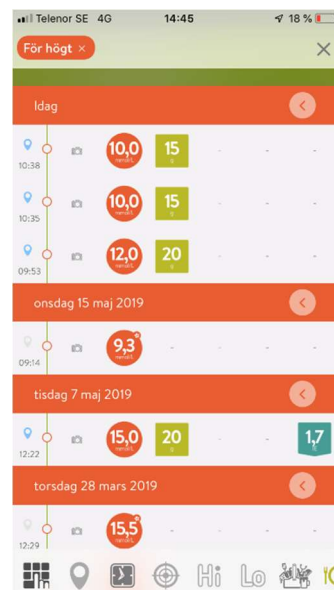 Telenor SE 4G 14:45 18 %
För högt ×
Idag
10:38 10,0 mmol/L 15 g - - -
10:35 10,0 mmol/L 15 g - - -
09:53 12,0 mmol/L 20 g - - -
onsdag 15 maj 2019
09:14 9,3 mmol/L - - - -
tisdag 7 maj 2019
12:22 15,0 mmol/L 20 g - - 1,7
torsdag 28 mars 2019
12:29 15,5 - - - -
Hi Lo